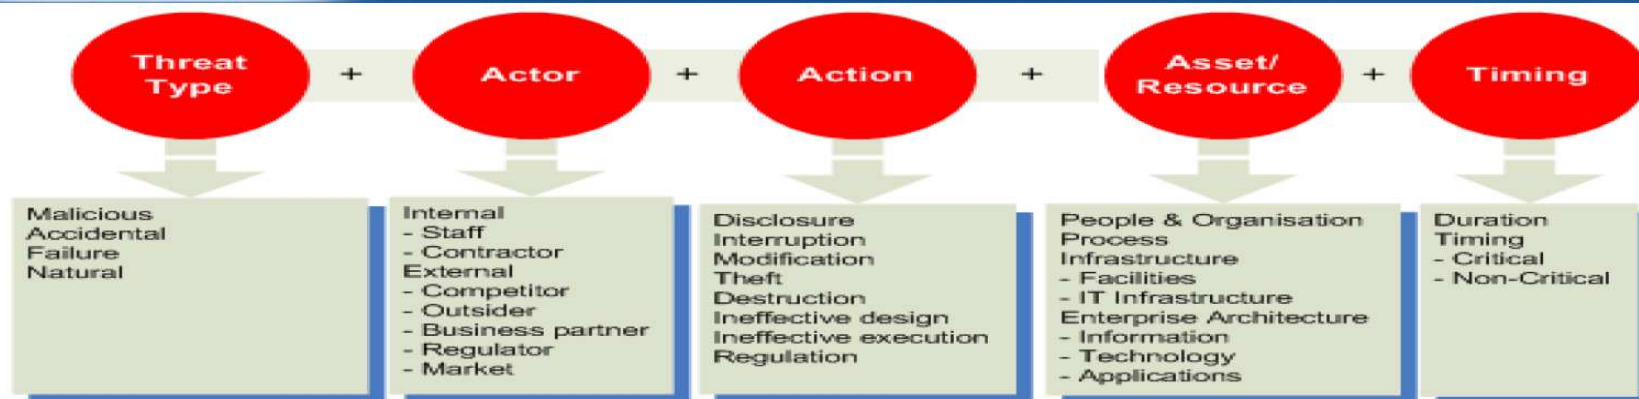 Threat
Type
+
Actor
+
Action
+
Asset/
Resource
+
Timing
Malicious
Accidental
Failure
Natural
Internal
- Staff
- Contractor
External
- Competitor
- Outsider
- Business partner
- Regulator
- Market
Disclosure
Interruption
Modification
Theft
Destruction
Ineffective design
Ineffective execution
Regulation
People & Organisation
Process
Infrastructure
- Facilities
- IT Infrastructure
Enterprise Architecture
- Information
- Technology
- Applications
Duration
Timing
- Critical
- Non-Critical